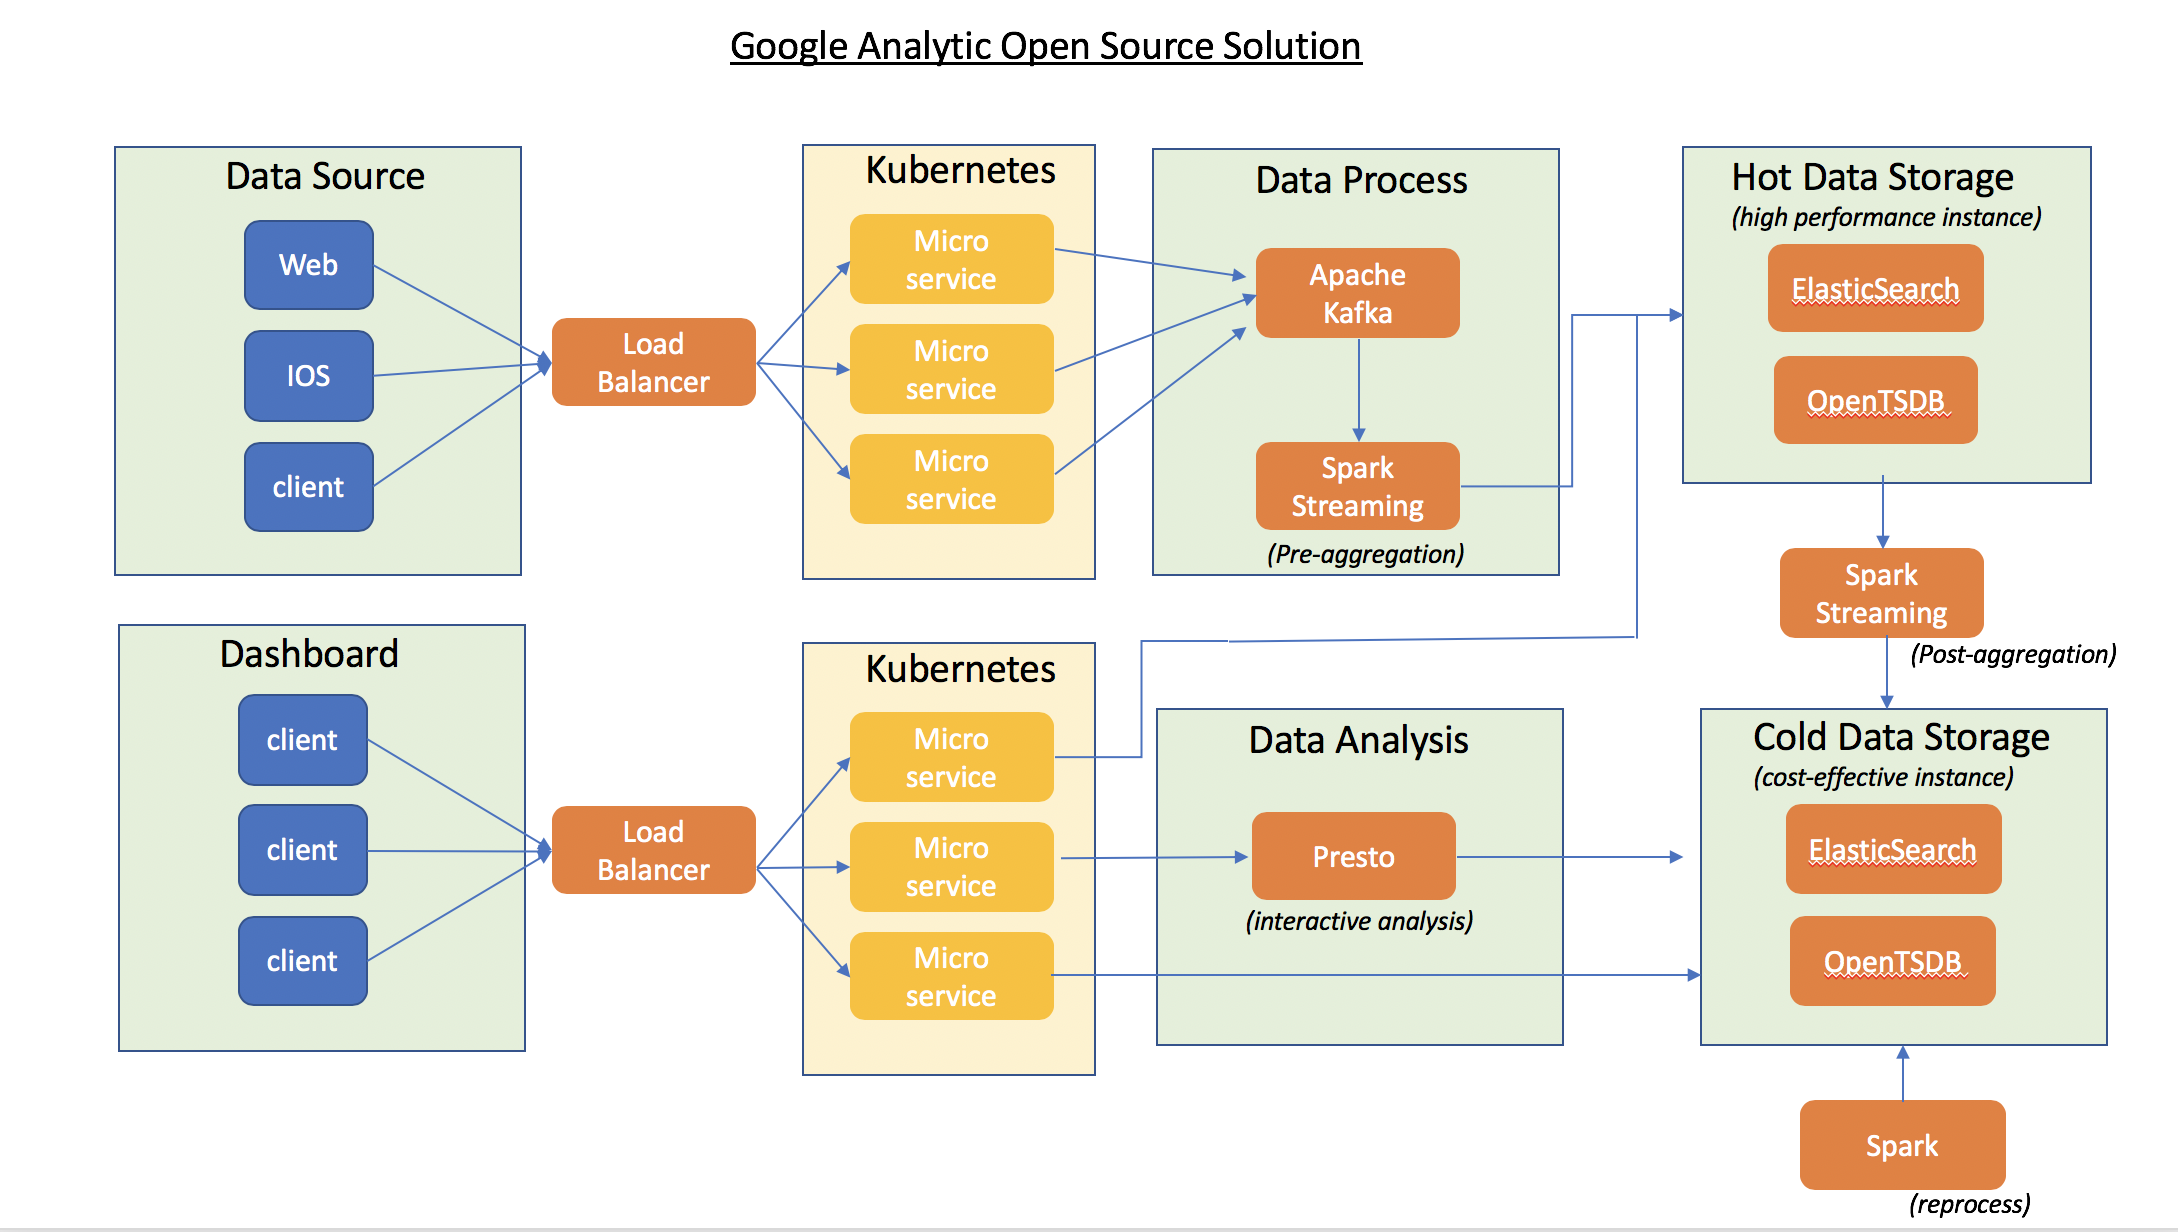 Google Analytic Open Source Solution
Data Source
Web
IOS
client
Load
Balancer
Kubernetes
Micro
service
Micro
service
Micro
service
Data Process
Apache
Kafka
Spark
Streaming
(Pre-aggregation)
Hot Data Storage
(high performance instance)
ElasticSearch
OpenTSDB
Spark
Streaming
(Post-aggregation)
Dashboard
client
client
client
Load
Balancer
Kubernetes
Micro
service
Micro
service
Micro
service
Data Analysis
Presto
(interactive analysis)
Cold Data Storage
(cost-effective instance)
ElasticSearch
OpenTSDB
Spark
(reprocess)